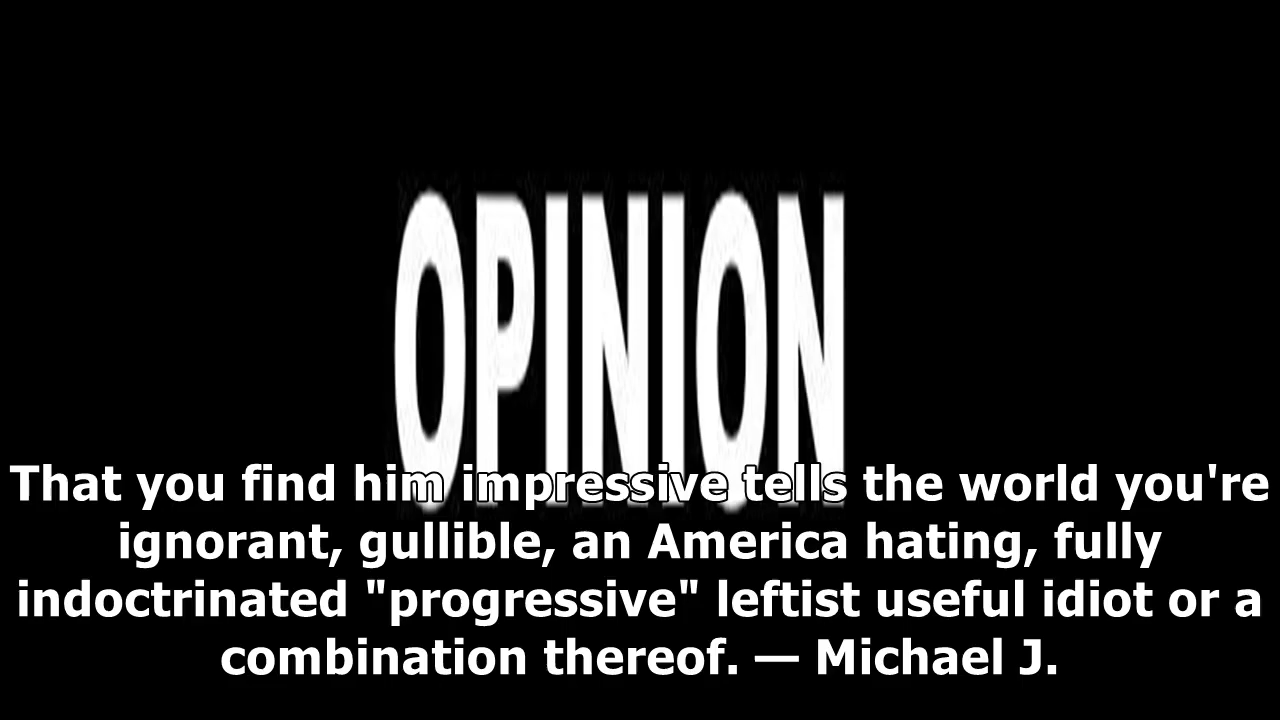 OPINION
That you find him impressive tells the world you're
ignorant, gullible, an America hating, fully
indoctrinated "progressive" leftist useful idiot or a
combination thereof. — Michael J.